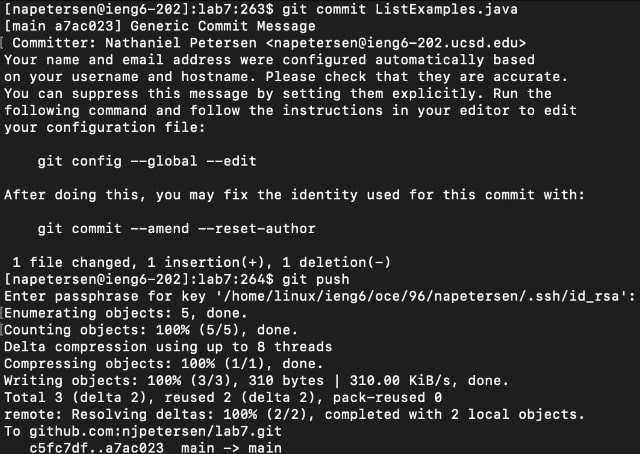 [napetersen@ieng6-202]:lab7:263$ git commit ListExamples.java
[main a7ac023] Generic Commit Message
[ Committer: Nathaniel Petersen <napetersen@ieng6-202.ucsd.edu>
Your name and email address were configured automatically based
on your username and hostname. Please check that they are accurate.
You can suppress this message by setting them explicitly. Run the
following command and follow the instructions in your editor to edit
your configuration file:
    git config --global --edit
After doing this, you may fix the identity used for this commit with:
    git commit --amend --reset-author
 1 file changed, 1 insertion(+), 1 deletion(-)
[napetersen@ieng6-202]:lab7:264$ git push
Enter passphrase for key '/home/linux/ieng6/oce/96/napetersen/.ssh/id_rsa':
[Enumerating objects: 5, done.
Counting objects: 100% (5/5), done.
Delta compression using up to 8 threads
Compressing objects: 100% (1/1), done.
Writing objects: 100% (3/3), 310 bytes | 310.00 KiB/s, done.
Total 3 (delta 2), reused 2 (delta 2), pack-reused 0
remote: Resolving deltas: 100% (2/2), completed with 2 local objects.
To github.com:njpetersen/lab7.git
   c5fc7df..a7ac023  main -> main